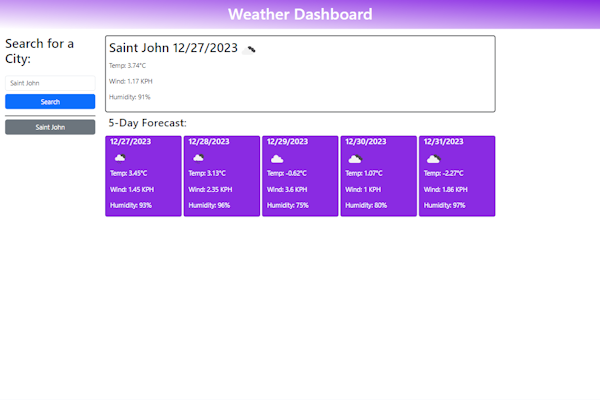 Weather Dashboard
Search for a
City:
Saint John
Search
Saint John
Saint John 12/27/2023
Temp: 3.74°C
Wind: 1.17 KPH
Humidity: 91%
5-Day Forecast:
12/27/2023
Temp: 3.45°C
Wind: 1.45 KPH
Humidity: 93%
12/28/2023
Temp: 3.13°C
Wind: 2.35 KPH
Humidity: 96%
12/29/2023
Temp: -0.62°C
Wind: 3.6 KPH
Humidity: 75%
12/30/2023
Temp: 1.07°C
Wind: 1 KPH
Humidity: 80%
12/31/2023
Temp: -2.27°C
Wind: 1.86 KPH
Humidity: 97%